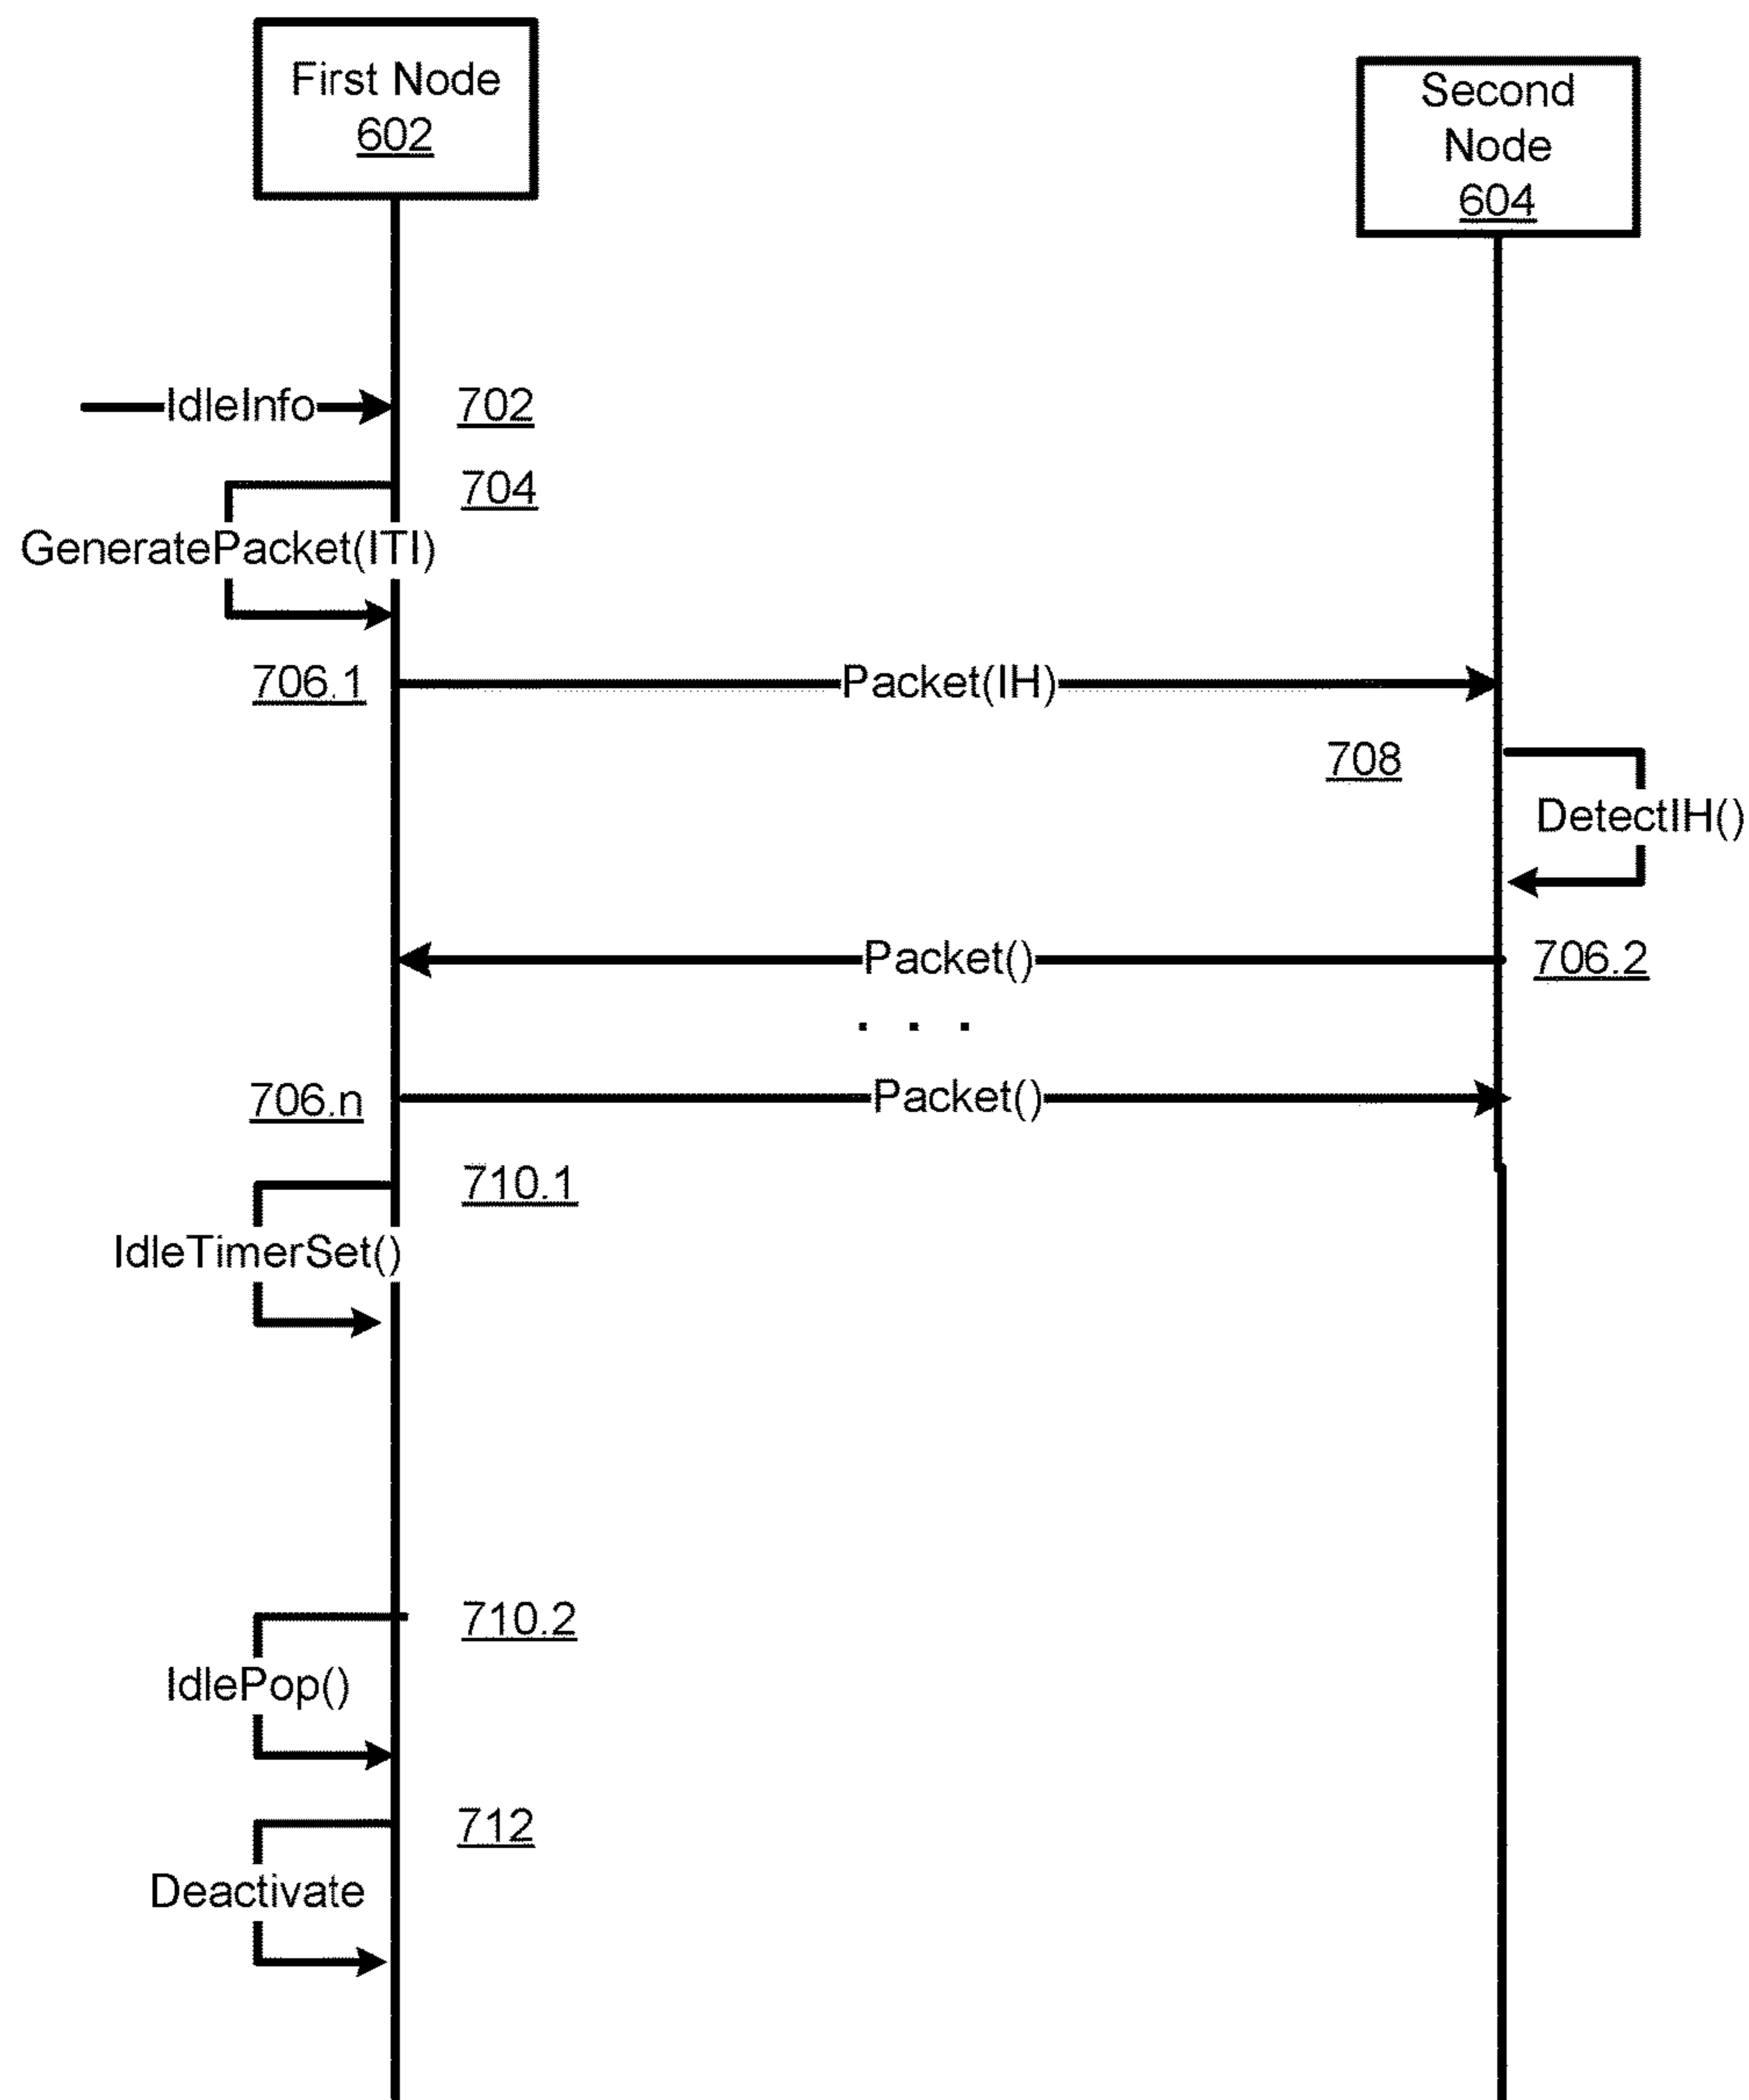 First Node
602
Second
Node
604
IdleInfo
702
704
GeneratePacket(ITI)
706.1
Packet(IH)
708
DetectIH()
Packet()
706.2
. . .
706.n
Packet()
710.1
IdleTimerSet()
710.2
IdlePop()
712
Deactivate